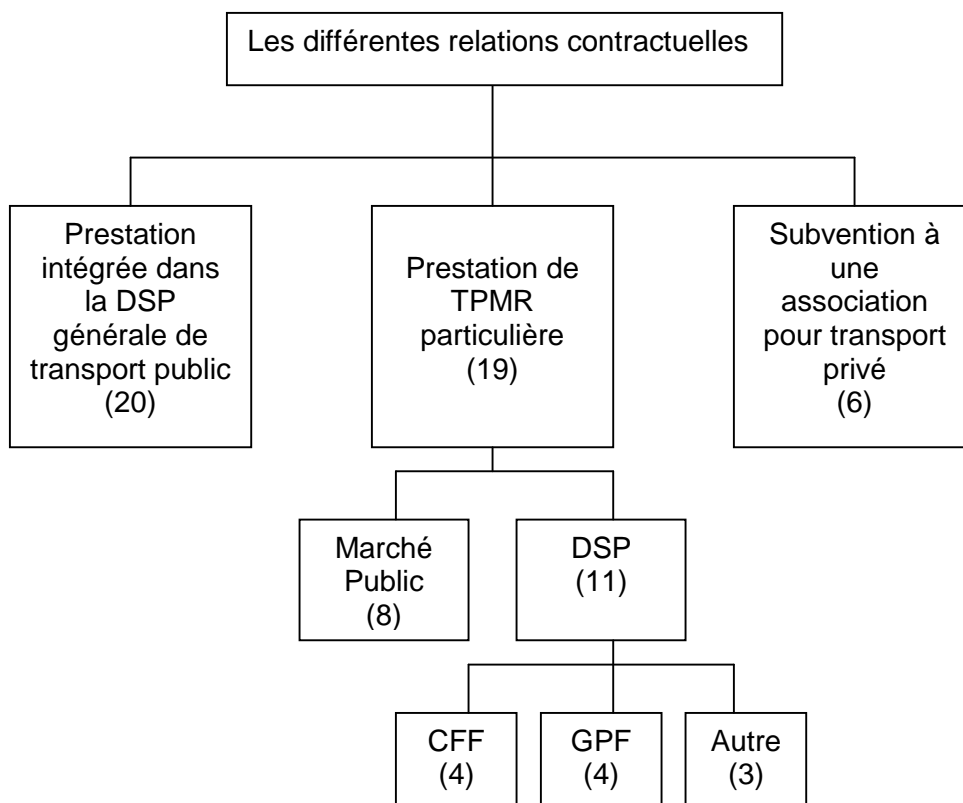 Les différentes relations contractuelles
Prestation
intégrée dans
la DSP
générale de
transport public
(20)
Prestation de
TPMR
particulière
(19)
Subvention à
une
association
pour transport
privé
(6)
Marché
Public
(8)
DSP
(11)
CFF
(4)
GPF
(4)
Autre
(3)